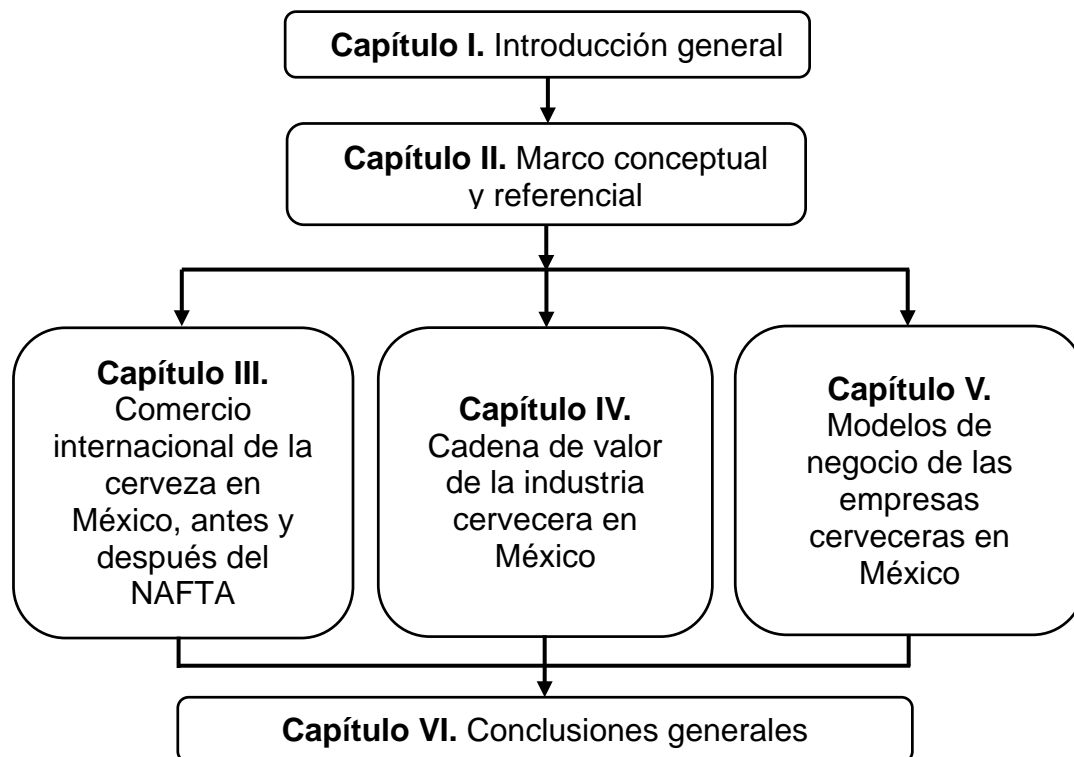 Capítulo I. Introducción general
Capítulo II. Marco conceptual
y referencial
Capítulo III.
Comercio
internacional de la
cerveza en
México, antes y
después del
NAFTA
Capítulo IV.
Cadena de valor
de la industria
cervecera en
México
Capítulo V.
Modelos de
negocio de las
empresas
cerveceras en
México
Capítulo VI. Conclusiones generales